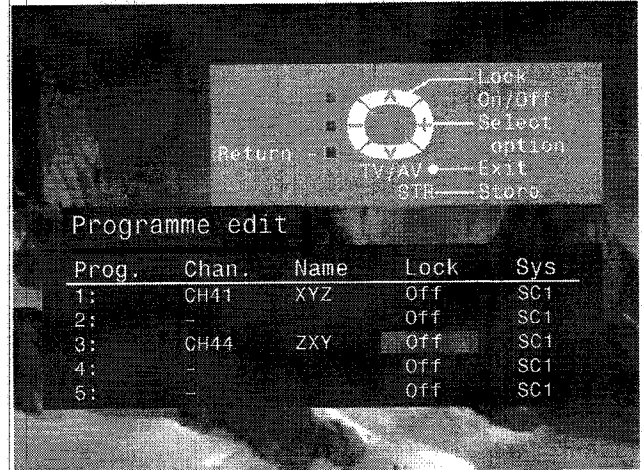 Lock
On/Off
Select
option
Return
TV/AV
Exit
STR
Store
Programme edit
Prog. Chan. Name Lock Sys
1: CH41 XYZ Off SC1
2: - Off SC1
3: CH44 ZXY Off SC1
4: - Off SC1
5: - Off SC1